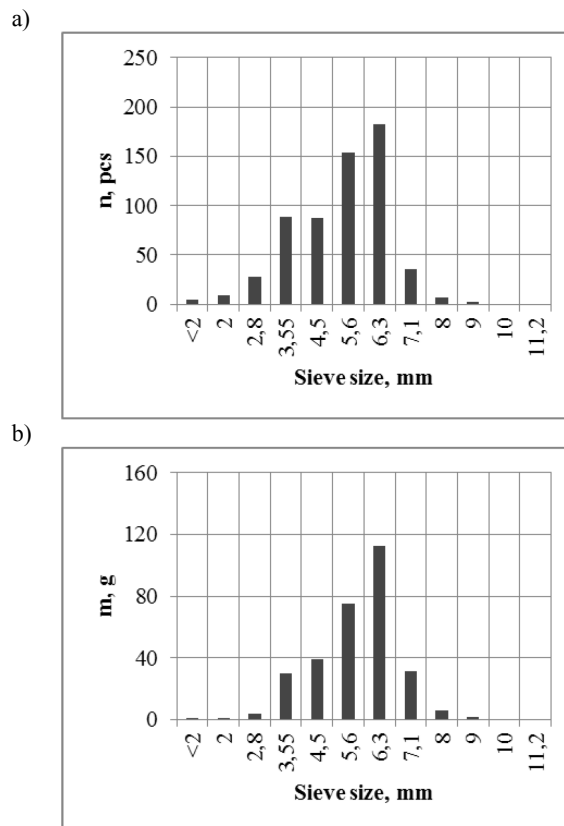 a)
250
200
150
100
50
0
n, pcs
<2 2 2,8 3,55 4,5 5,6 6,3 7,1 8 9 10 11,2
Sieve size, mm
b)
160
120
80
40
0
m, g
<2 2 2,8 3,55 4,5 5,6 6,3 7,1 8 9 10 11,2
Sieve size, mm